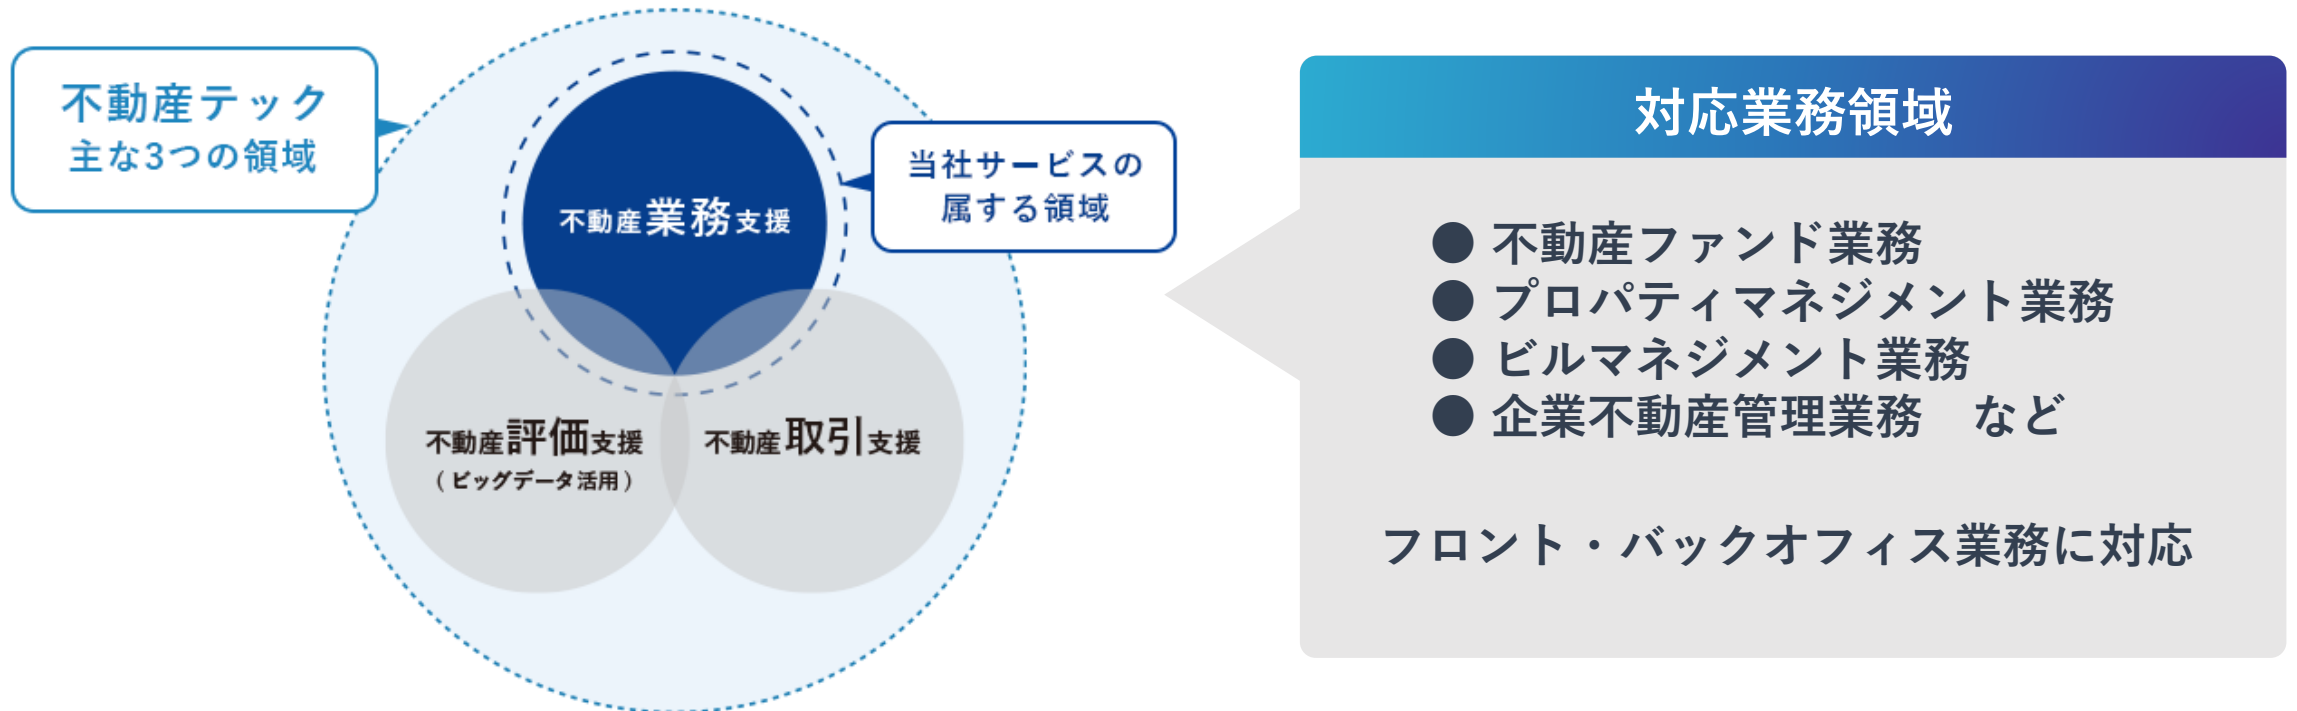 不動産テック
主な3つの領域
不動産業務支援
当社サービスの
属する領域
不動産評価支援
(ビッグデータ活用)
不動産取引支援
対応業務領域
● 不動産ファンド業務
● プロパティマネジメント業務
● ビルマネジメント業務
● 企業不動産管理業務　など
フロント・バックオフィス業務に対応